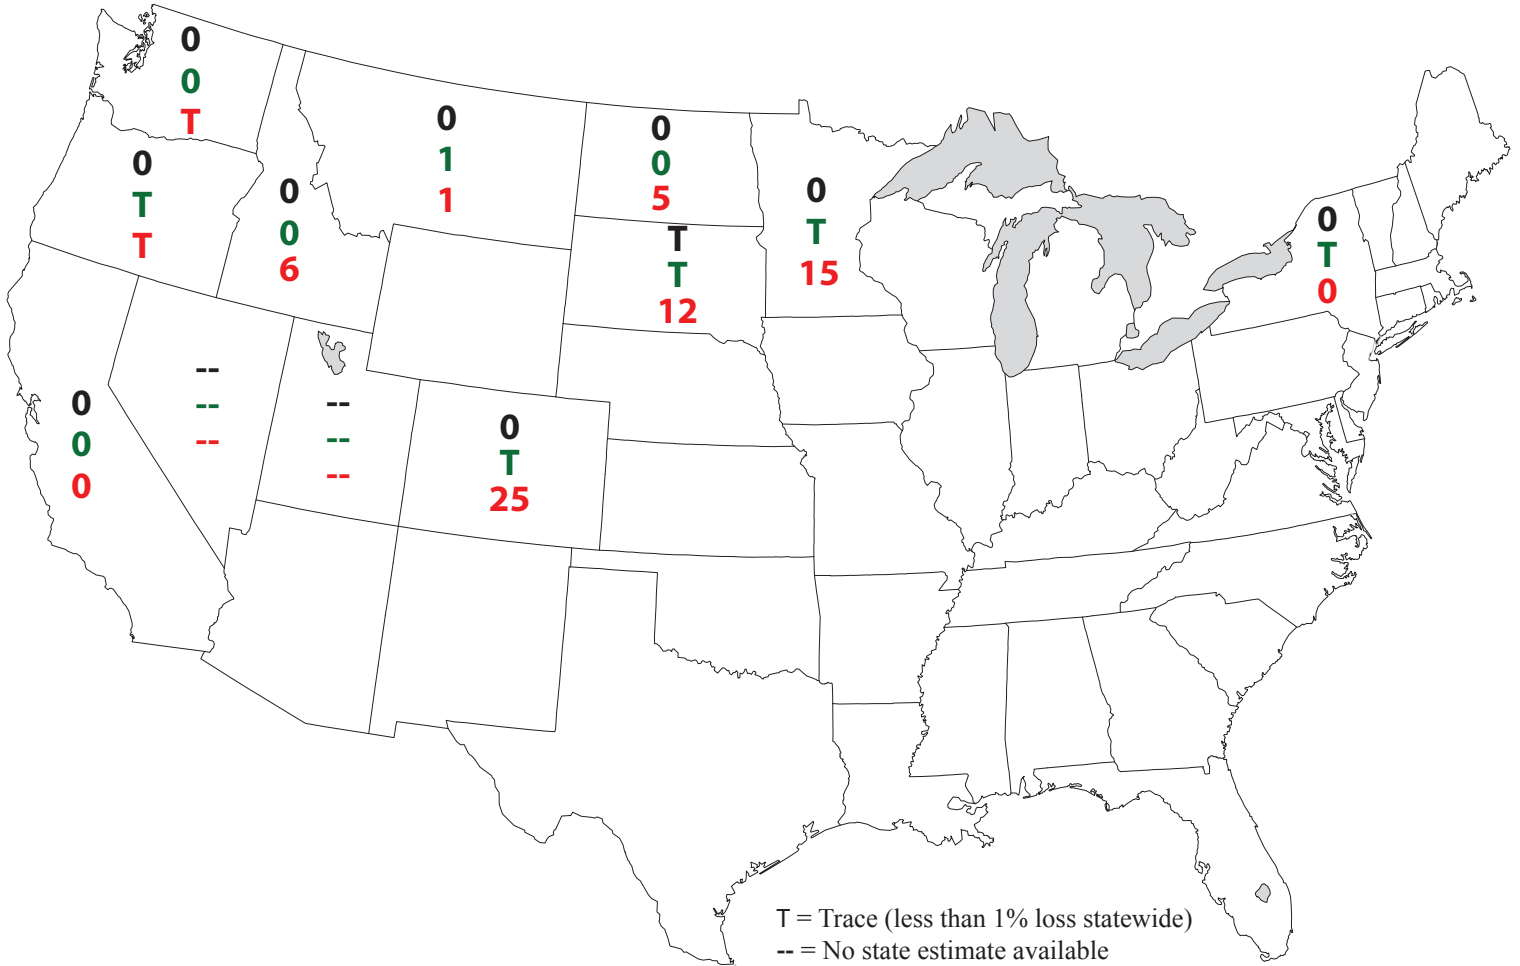 0
0
T
0
T
T
0
0
6
0
1
1
0
0
5
T
T
12
0
T
15
0
T
0
0
0
0
--
--
--
--
--
--
0
T
25
T = Trace (less than 1% loss statewide)
-- = No state estimate available